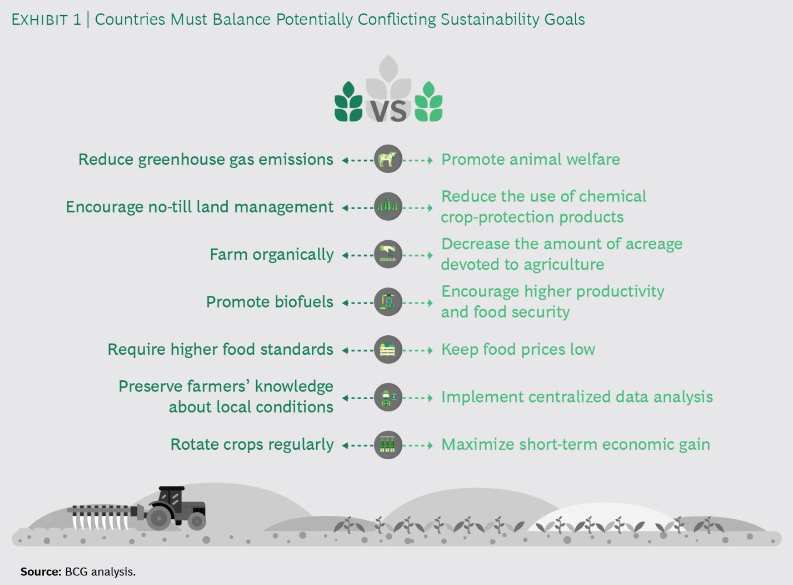 EXHIBIT 1 | Countries Must Balance Potentially Conflicting Sustainability Goals
VS
Reduce greenhouse gas emissions
Promote animal welfare
Encourage no-till land management
Reduce the use of chemical
crop-protection products
Farm organically
Decrease the amount of acreage
devoted to agriculture
Promote biofuels
Encourage higher productivity
and food security
Require higher food standards
Keep food prices low
Preserve farmers’ knowledge
about local conditions
Implement centralized data analysis
Rotate crops regularly
Maximize short-term economic gain
Source: BCG analysis.